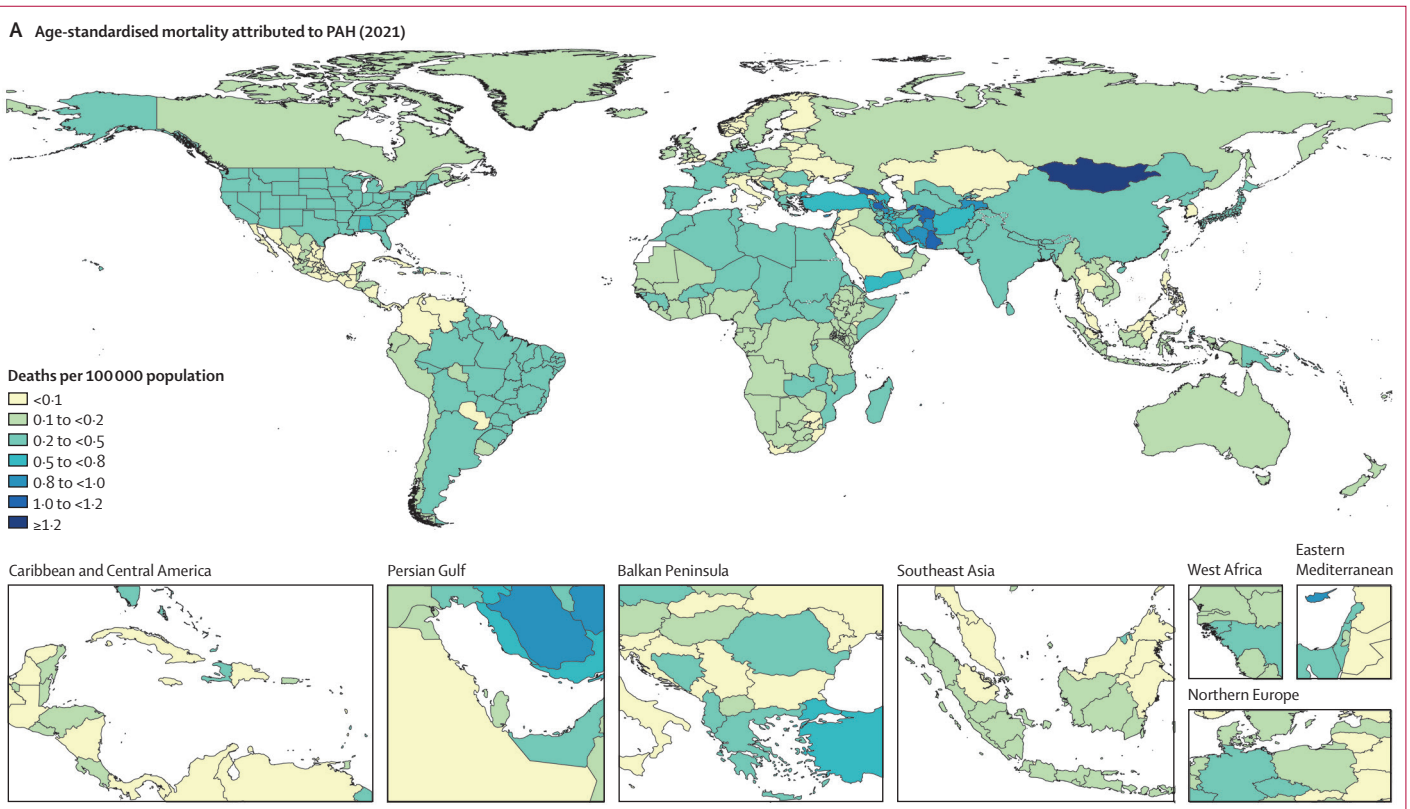 A Age-standardised mortality attributed to PAH (2021)
Deaths per 100 000 population
<0·1
0·1 to <0·2
0·2 to <0·5
0·5 to <0·8
0·8 to <1·0
1·0 to <1·2
≥1·2
Caribbean and Central America
Persian Gulf
Balkan Peninsula
Southeast Asia
West Africa
Eastern
Mediterranean
Northern Europe